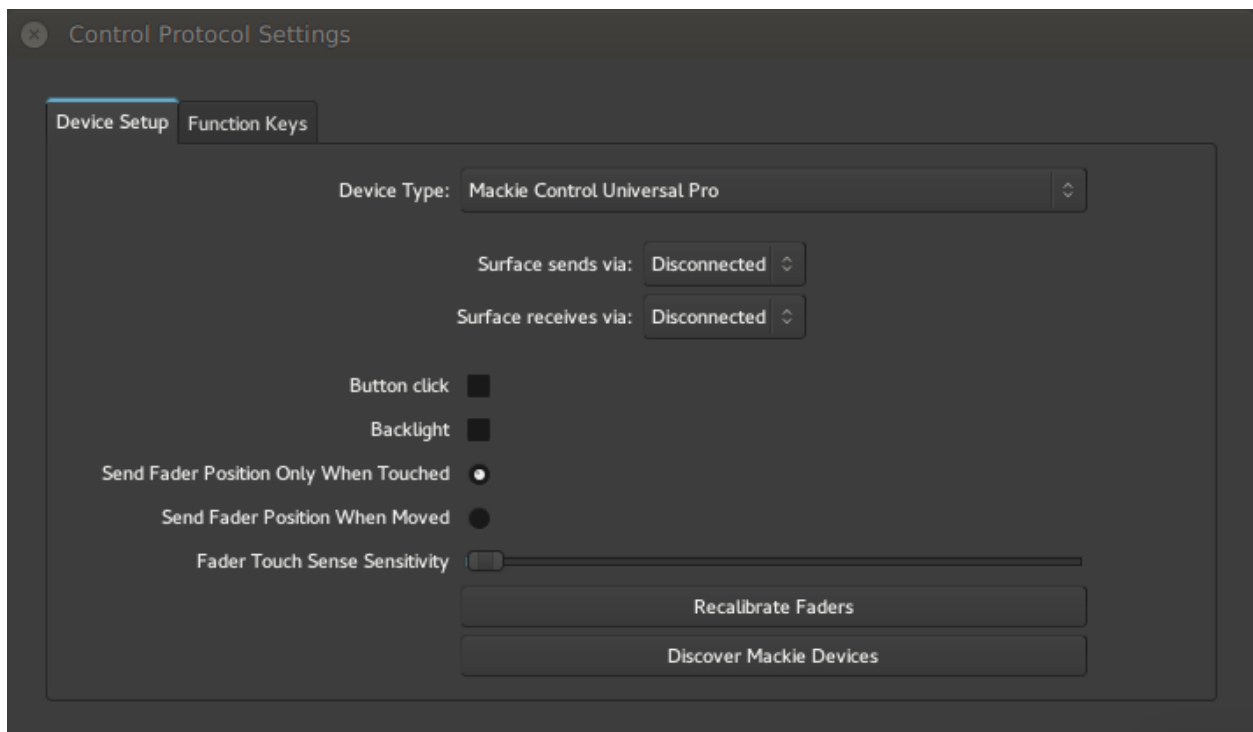 Control Protocol Settings
Device Setup Function Keys
Device Type: Mackie Control Universal Pro
Surface sends via: Disconnected
Surface receives via: Disconnected
Button click
Backlight
Send Fader Position Only When Touched
Send Fader Position When Moved
Fader Touch Sense Sensitivity
Recalibrate Faders
Discover Mackie Devices